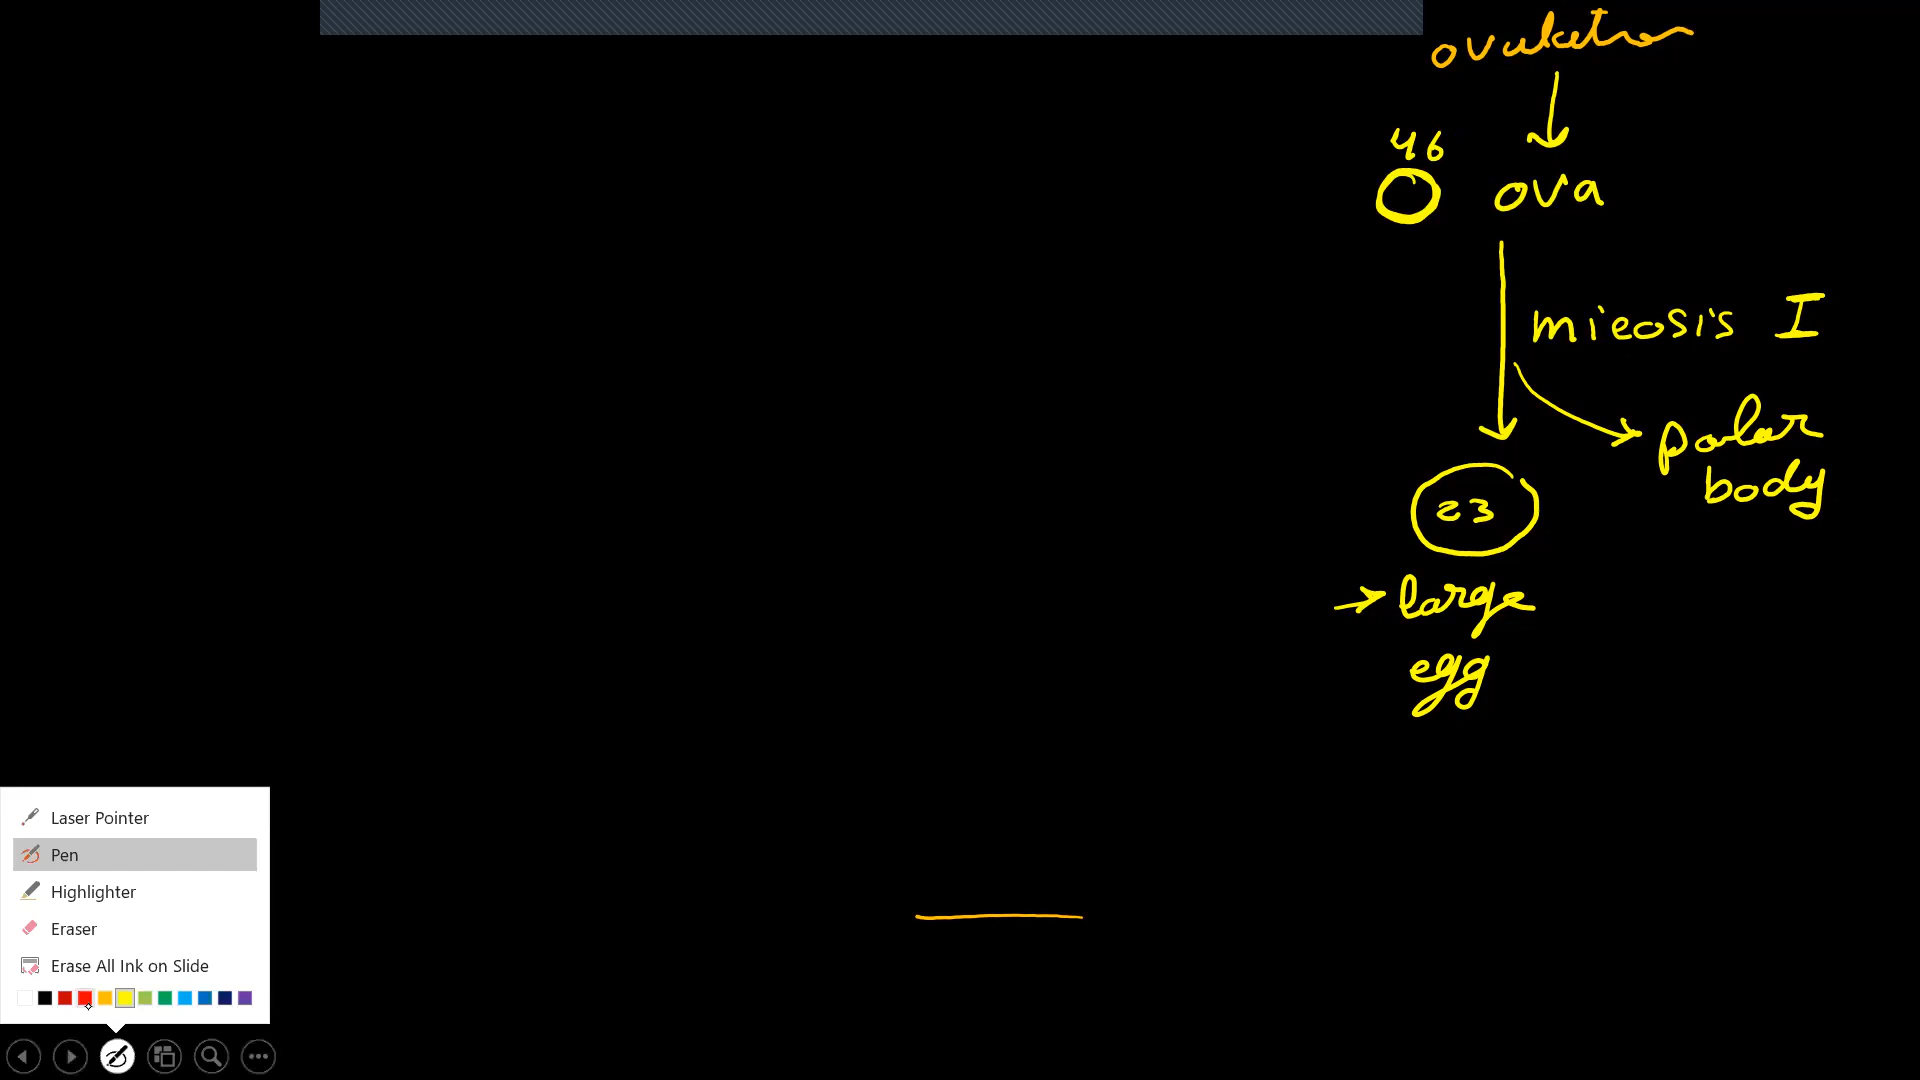 ovulation
46
ova
mieosis I
polar
body
23
→ large
egg
Laser Pointer
Pen
Highlighter
Eraser
Erase All Ink on Slide